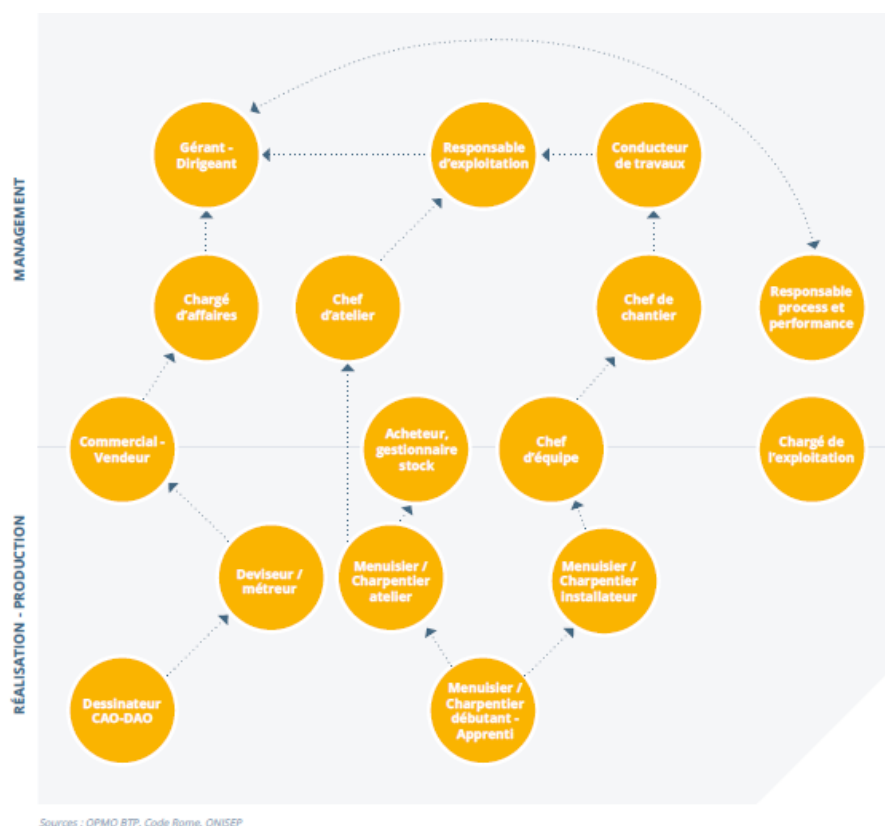 MANAGEMENT
Gérant -
Dirigeant
Responsable
d'exploitation
Conducteur
de travaux
Chargé
d'affaires
Chef
d'atelier
Chef de
chantier
Responsable
process et
performance
Commercial -
Vendeur
Acheteur,
gestionnaire
stock
Chef
d'équipe
Chargé de
l'exploitation
RÉALISATION - PRODUCTION
Deviseur /
métreur
Menuisier /
Charpentier
atelier
Menuisier /
Charpentier
installateur
Dessinateur
CAO-DAO
Menuisier /
Charpentier
débutant -
Apprenti
Sources : OPMQ BTP, Code Rome, ONISEP